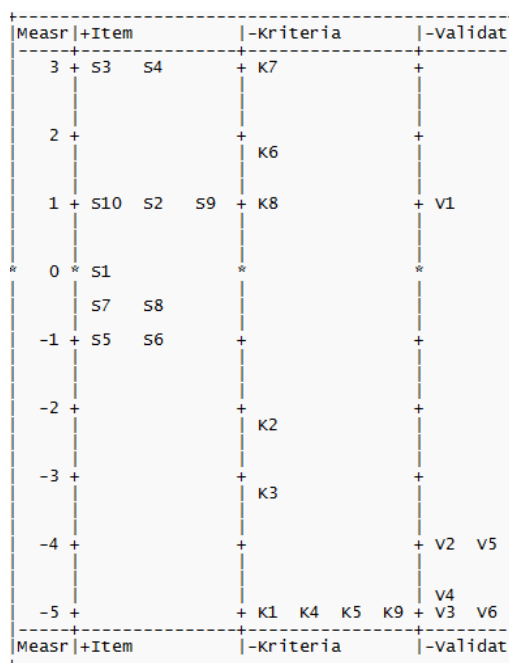 Measr|+Item |-Kriteria |-Validat
3 + S3 S4 + K7 +
2 + + +
K6
1 + S10 S2 S9 + K8 + V1
* 0 * S1 * *
S7 S8
-1 + S5 S6 + +
-2 + + +
K2
-3 + + +
K3
-4 + + + V2 V5
V4
-5 + + K1 K4 K5 K9 + V3 V6
Measr|+Item |-Kriteria |-Validat